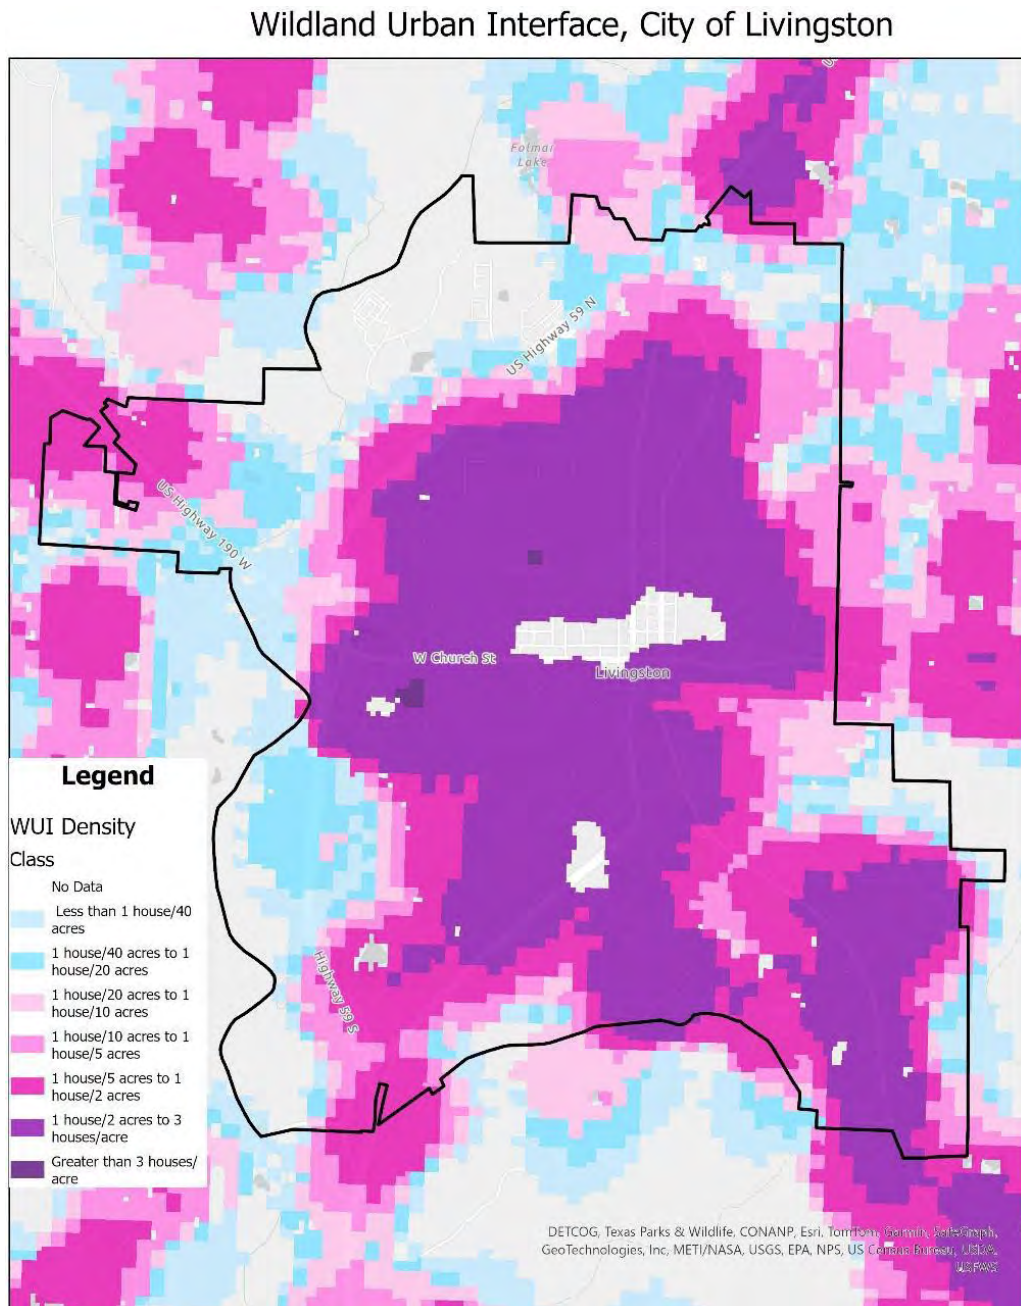 Wildland Urban Interface, City of Livingston
Folmar
Lake
US Highway 59 N
US Highway 190 W
W Church St
Livingston
Highway 59 S
Legend
WUI Density
Class
No Data
Less than 1 house/40
acres
1 house/40 acres to 1
house/20 acres
1 house/20 acres to 1
house/10 acres
1 house/10 acres to 1
house/5 acres
1 house/5 acres to 1
house/2 acres
1 house/2 acres to 3
houses/acre
Greater than 3 houses/
acre
DETCOG, Texas Parks & Wildlife, CONANP, Esri, TomTom, Garmin, SafeGraph,
GeoTechnologies, Inc, METI/NASA, USGS, EPA, NPS, US Census Bureau, USDA,
USFWS